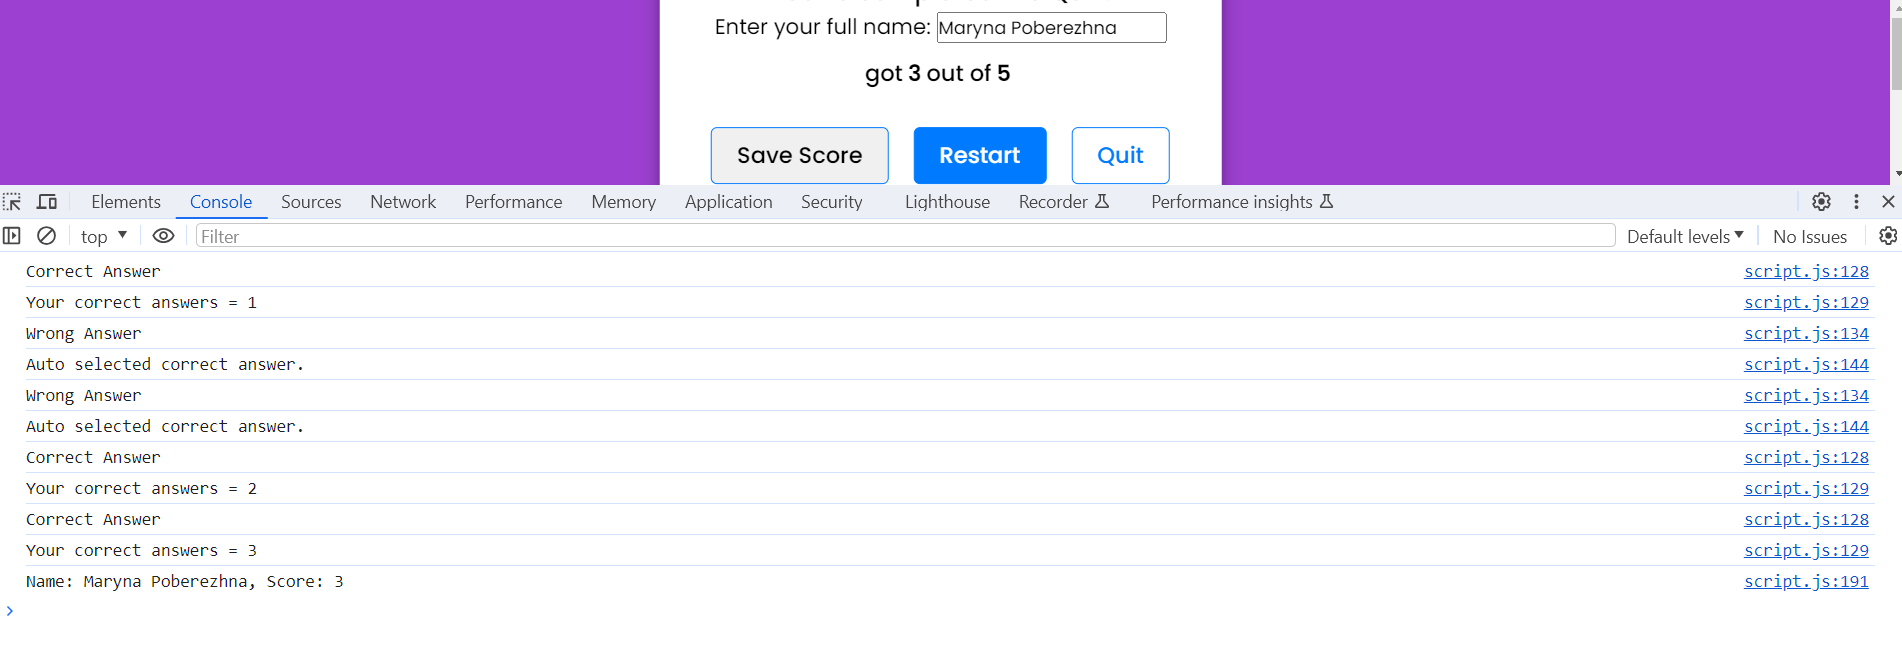 Enter your full name: Maryna Poberezhna
got 3 out of 5
Save Score Restart Quit
Elements Console Sources Network Performance Memory Application Security Lighthouse Recorder Performance insights
top Filter Default levels No Issues
Correct Answer script.js:128
Your correct answers = 1 script.js:129
Wrong Answer script.js:134
Auto selected correct answer. script.js:144
Wrong Answer script.js:134
Auto selected correct answer. script.js:144
Correct Answer script.js:128
Your correct answers = 2 script.js:129
Correct Answer script.js:128
Your correct answers = 3 script.js:129
Name: Maryna Poberezhna, Score: 3 script.js:191